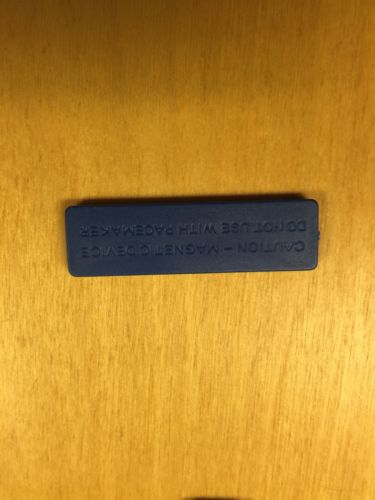 CAUTION – MAGNETIC DEVICE
DO NOT USE WITH PACEMAKER